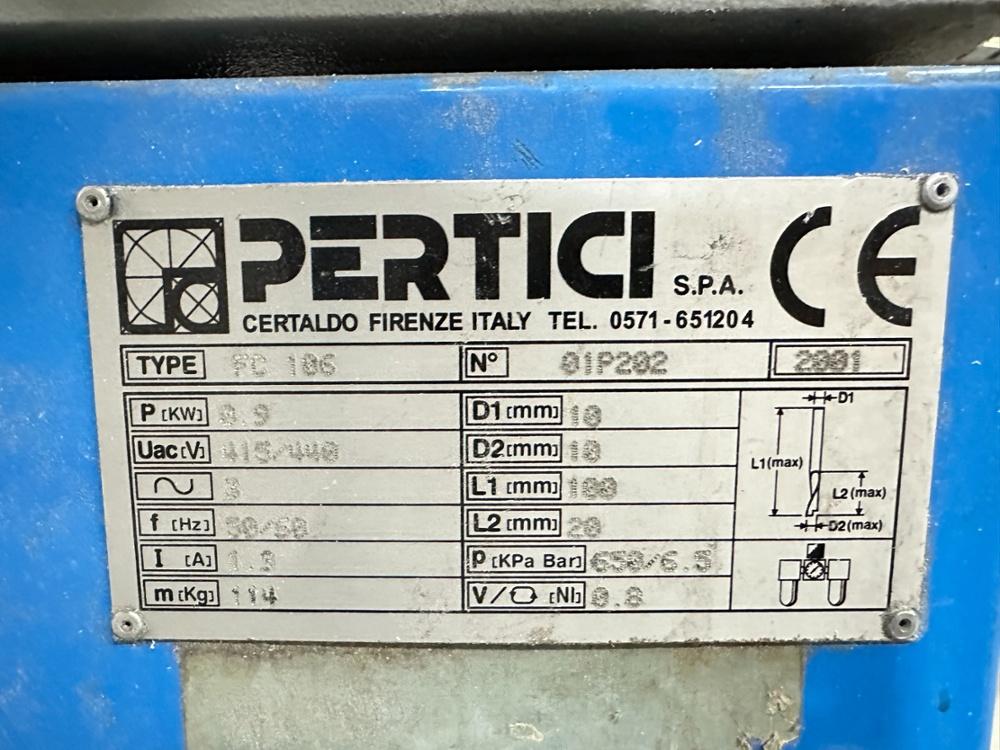 PERTICI S.P.A.
CERTALDO FIRENZE ITALY TEL. 0571-651204
CE
TYPE FC 106 N° 01P202 2001
P [KW] 0.9 D1 [mm] 10
Uac [V] 415/440 D2 [mm] 10
3 L1 [mm] 100
f [Hz] 50/60 L2 [mm] 20
I [A] 1.9 P [KPa Bar] 650/6.5
m [Kg] 114 V/ [Nl] 0.8
D1
L1 (max)
L2 (max)
D2 (max)